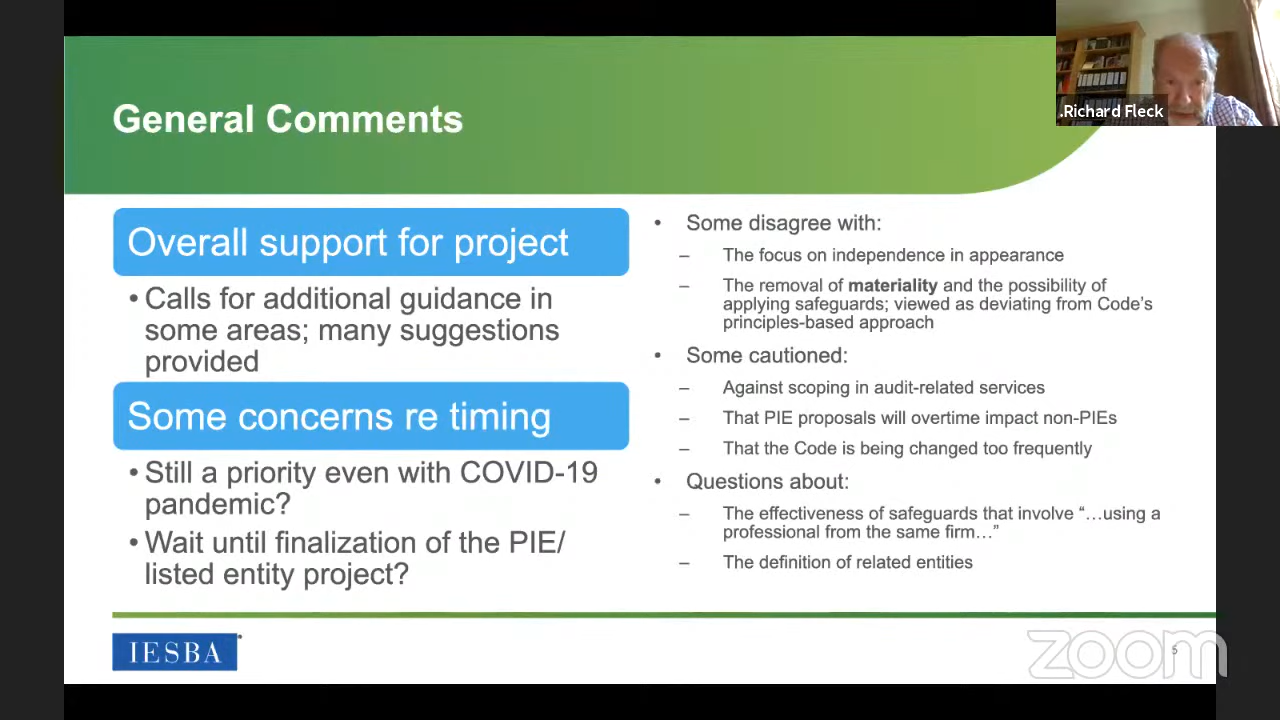 .Richard Fleck
General Comments
Overall support for project
• Calls for additional guidance in
some areas; many suggestions
provided
Some concerns re timing
• Still a priority even with COVID-19
pandemic?
• Wait until finalization of the PIE/
listed entity project?
• Some disagree with:
– The focus on independence in appearance
– The removal of materiality and the possibility of
applying safeguards; viewed as deviating from Code’s
principles-based approach
• Some cautioned:
– Against scoping in audit-related services
– That PIE proposals will overtime impact non-PIEs
– That the Code is being changed too frequently
• Questions about:
– The effectiveness of safeguards that involve “…using a
professional from the same firm…”
– The definition of related entities
IESBA
zoom
5